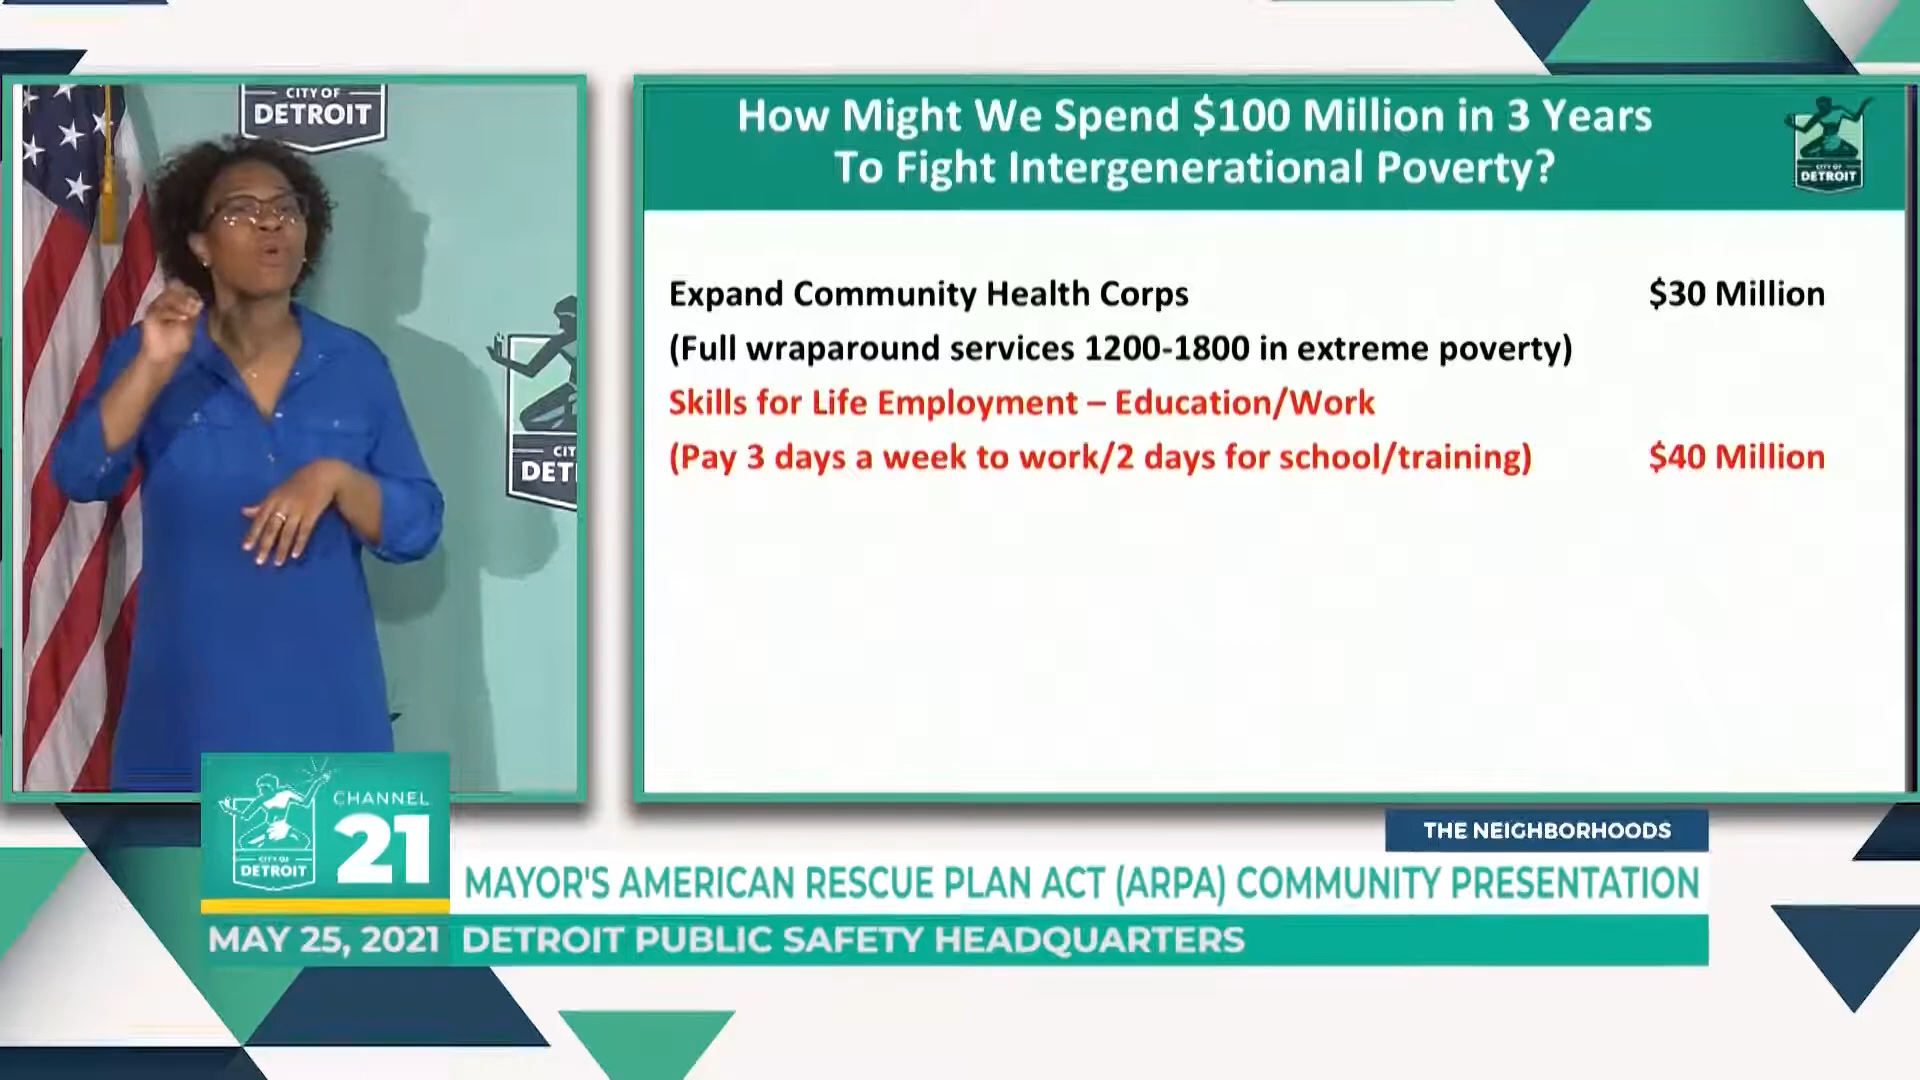 CITY OF
DETROIT
CIT
DET
How Might We Spend $100 Million in 3 Years
To Fight Intergenerational Poverty?
CITY OF
DETROIT
Expand Community Health Corps $30 Million
(Full wraparound services 1200-1800 in extreme poverty)
Skills for Life Employment – Education/Work
(Pay 3 days a week to work/2 days for school/training) $40 Million
THE NEIGHBORHOODS
CITY OF
DETROIT
CHANNEL
21
MAYOR'S AMERICAN RESCUE PLAN ACT (ARPA) COMMUNITY PRESENTATION
MAY 25, 2021 DETROIT PUBLIC SAFETY HEADQUARTERS